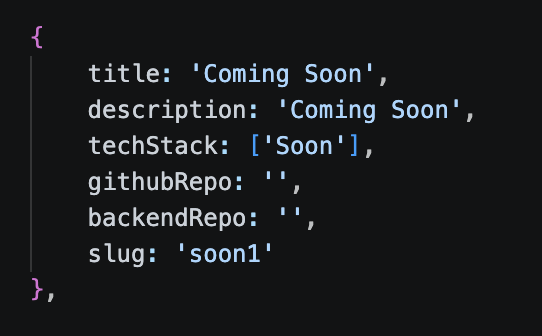 {
    title: 'Coming Soon',
    description: 'Coming Soon',
    techStack: ['Soon'],
    githubRepo: '',
    backendRepo: '',
    slug: 'soon1'
},